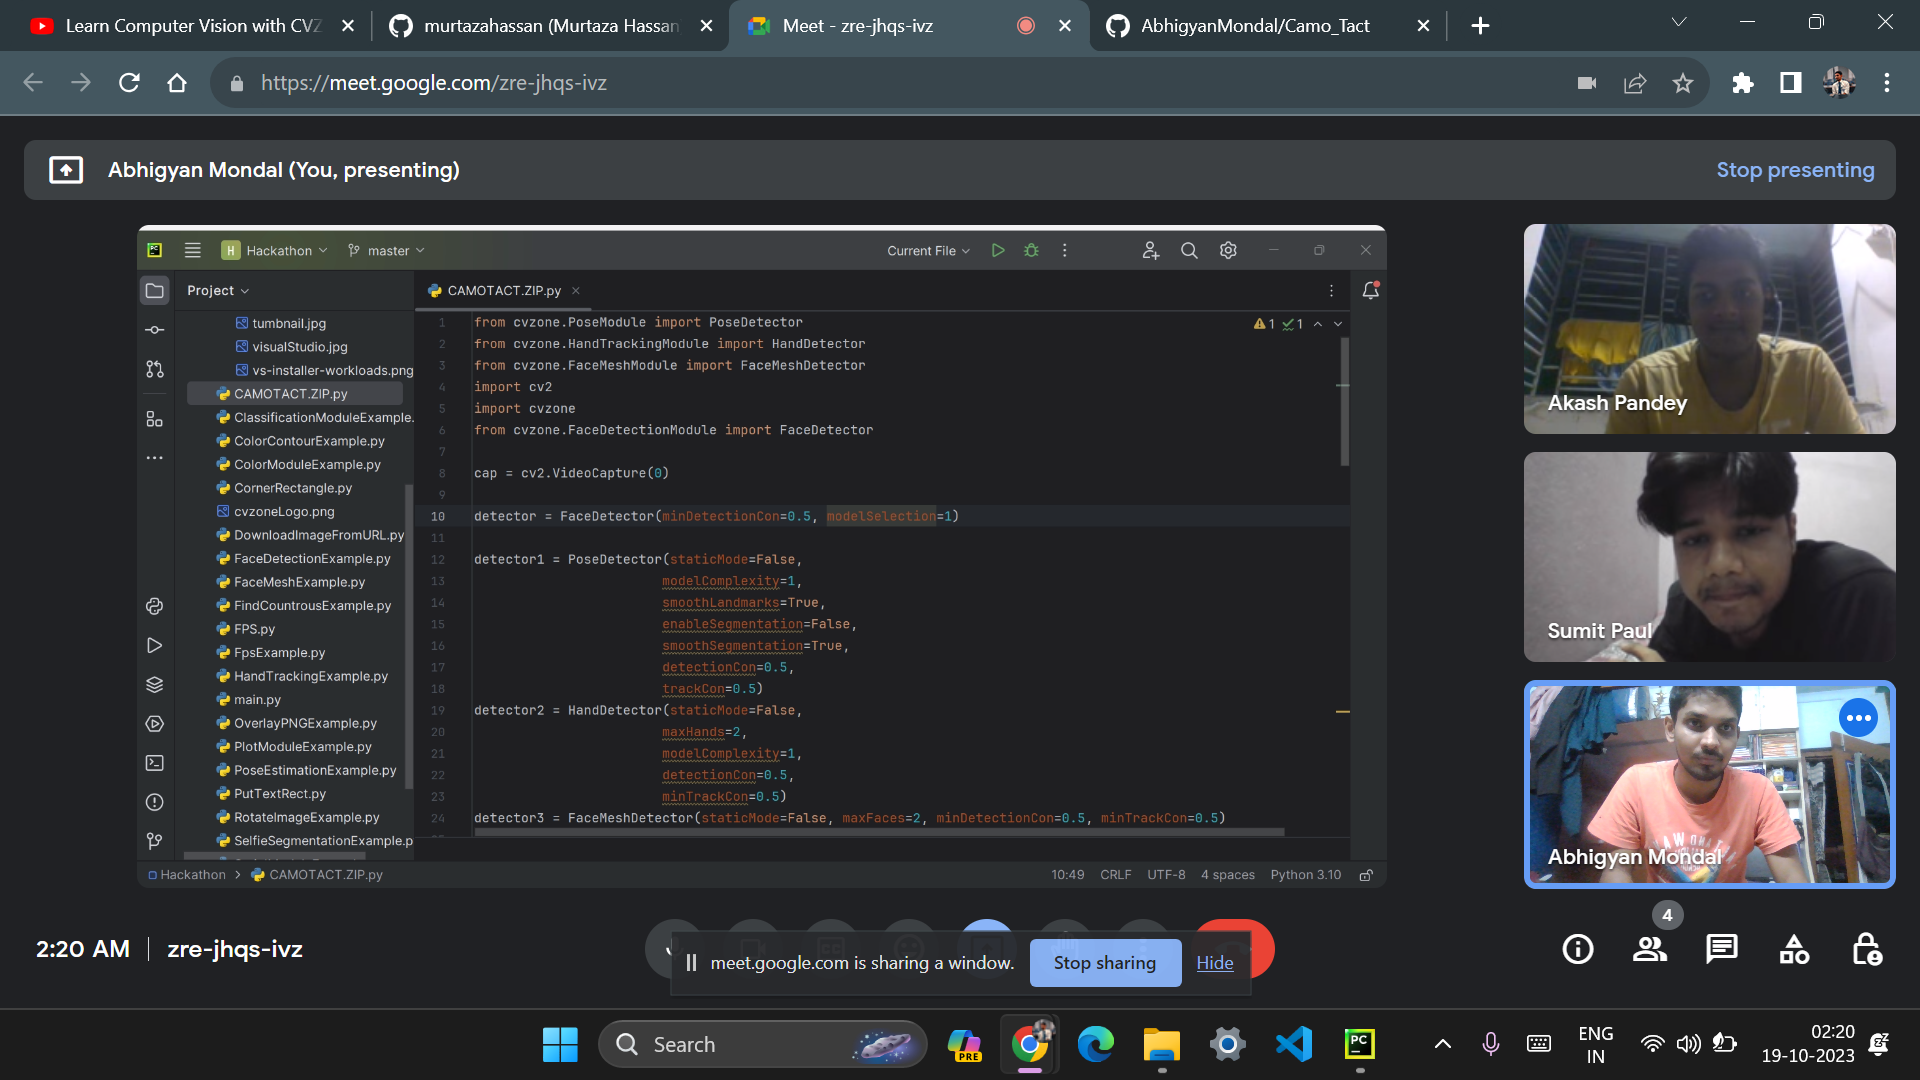 Learn Computer Vision with CVZ
murtazahassan (Murtaza Hassan
Meet - zre-jhqs-ivz
AbhigyanMondal/Camo_Tact
https://meet.google.com/zre-jhqs-ivz
Abhigyan Mondal (You, presenting)
Stop presenting
PC
H Hackathon
master
Current File
Project
CAMOTACT.ZIP.py
tumbnail.jpg
visualStudio.jpg
vs-installer-workloads.png
CAMOTACT.ZIP.py
ClassificationModuleExample.
ColorContourExample.py
ColorModuleExample.py
CornerRectangle.py
cvzoneLogo.png
DownloadImageFromURL.py
FaceDetectionExample.py
FaceMeshExample.py
FindCountrousExample.py
FPS.py
FpsExample.py
HandTrackingExample.py
main.py
OverlayPNGExample.py
PlotModuleExample.py
PoseEstimationExample.py
PutTextRect.py
RotateImageExample.py
SelfieSegmentationExample.p
1 from cvzone.PoseModule import PoseDetector
2 from cvzone.HandTrackingModule import HandDetector
3 from cvzone.FaceMeshModule import FaceMeshDetector
4 import cv2
5 import cvzone
6 from cvzone.FaceDetectionModule import FaceDetector
7
8 cap = cv2.VideoCapture(0)
9
10 detector = FaceDetector(minDetectionCon=0.5, modelSelection=1)
11
12 detector1 = PoseDetector(staticMode=False,
13 modelComplexity=1,
14 smoothLandmarks=True,
15 enableSegmentation=False,
16 smoothSegmentation=True,
17 detectionCon=0.5,
18 trackCon=0.5)
19 detector2 = HandDetector(staticMode=False,
20 maxHands=2,
21 modelComplexity=1,
22 detectionCon=0.5,
23 minTrackCon=0.5)
24 detector3 = FaceMeshDetector(staticMode=False, maxFaces=2, minDetectionCon=0.5, minTrackCon=0.5)
1 1
Hackathon > CAMOTACT.ZIP.py
10:49 CRLF UTF-8 4 spaces Python 3.10
Akash Pandey
Sumit Paul
Abhigyan Mondal
2:20 AM
zre-jhqs-ivz
meet.google.com is sharing a window.
Stop sharing
Hide
4
Search
PRE
PC
ENG
IN
02:20
19-10-2023